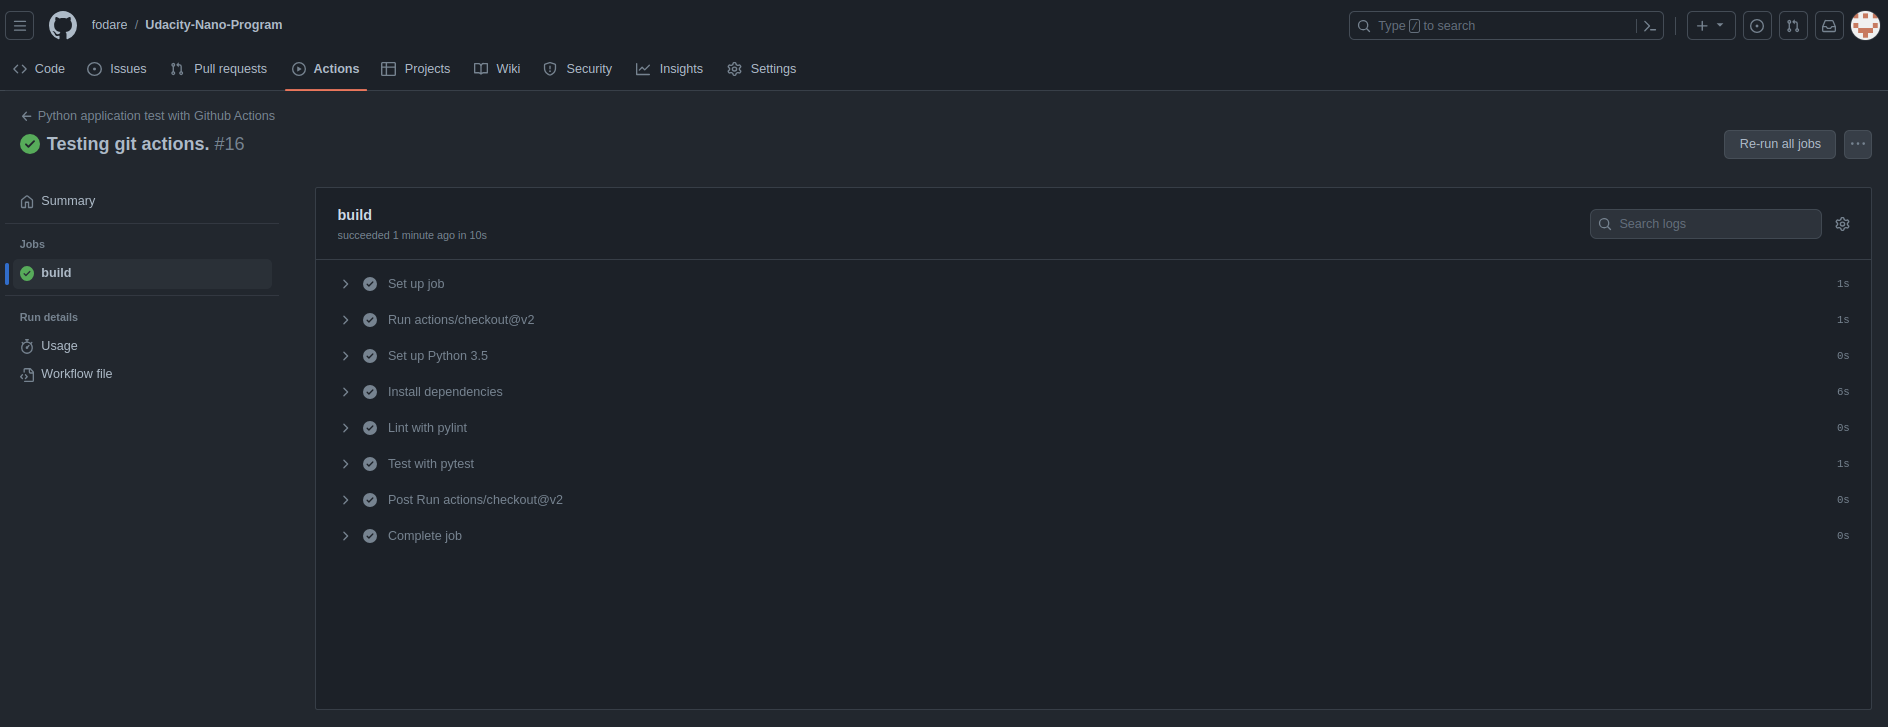 fodare / Udacity-Nano-Program
Type / to search
Code Issues Pull requests Actions Projects Wiki Security Insights Settings
Python application test with Github Actions
Testing git actions. #16
Re-run all jobs
Summary
Jobs
build
Run details
Usage
Workflow file
build
succeeded 1 minute ago in 10s
Search logs
Set up job 1s
Run actions/checkout@v2 1s
Set up Python 3.5 0s
Install dependencies 6s
Lint with pylint 0s
Test with pytest 1s
Post Run actions/checkout@v2 0s
Complete job 0s